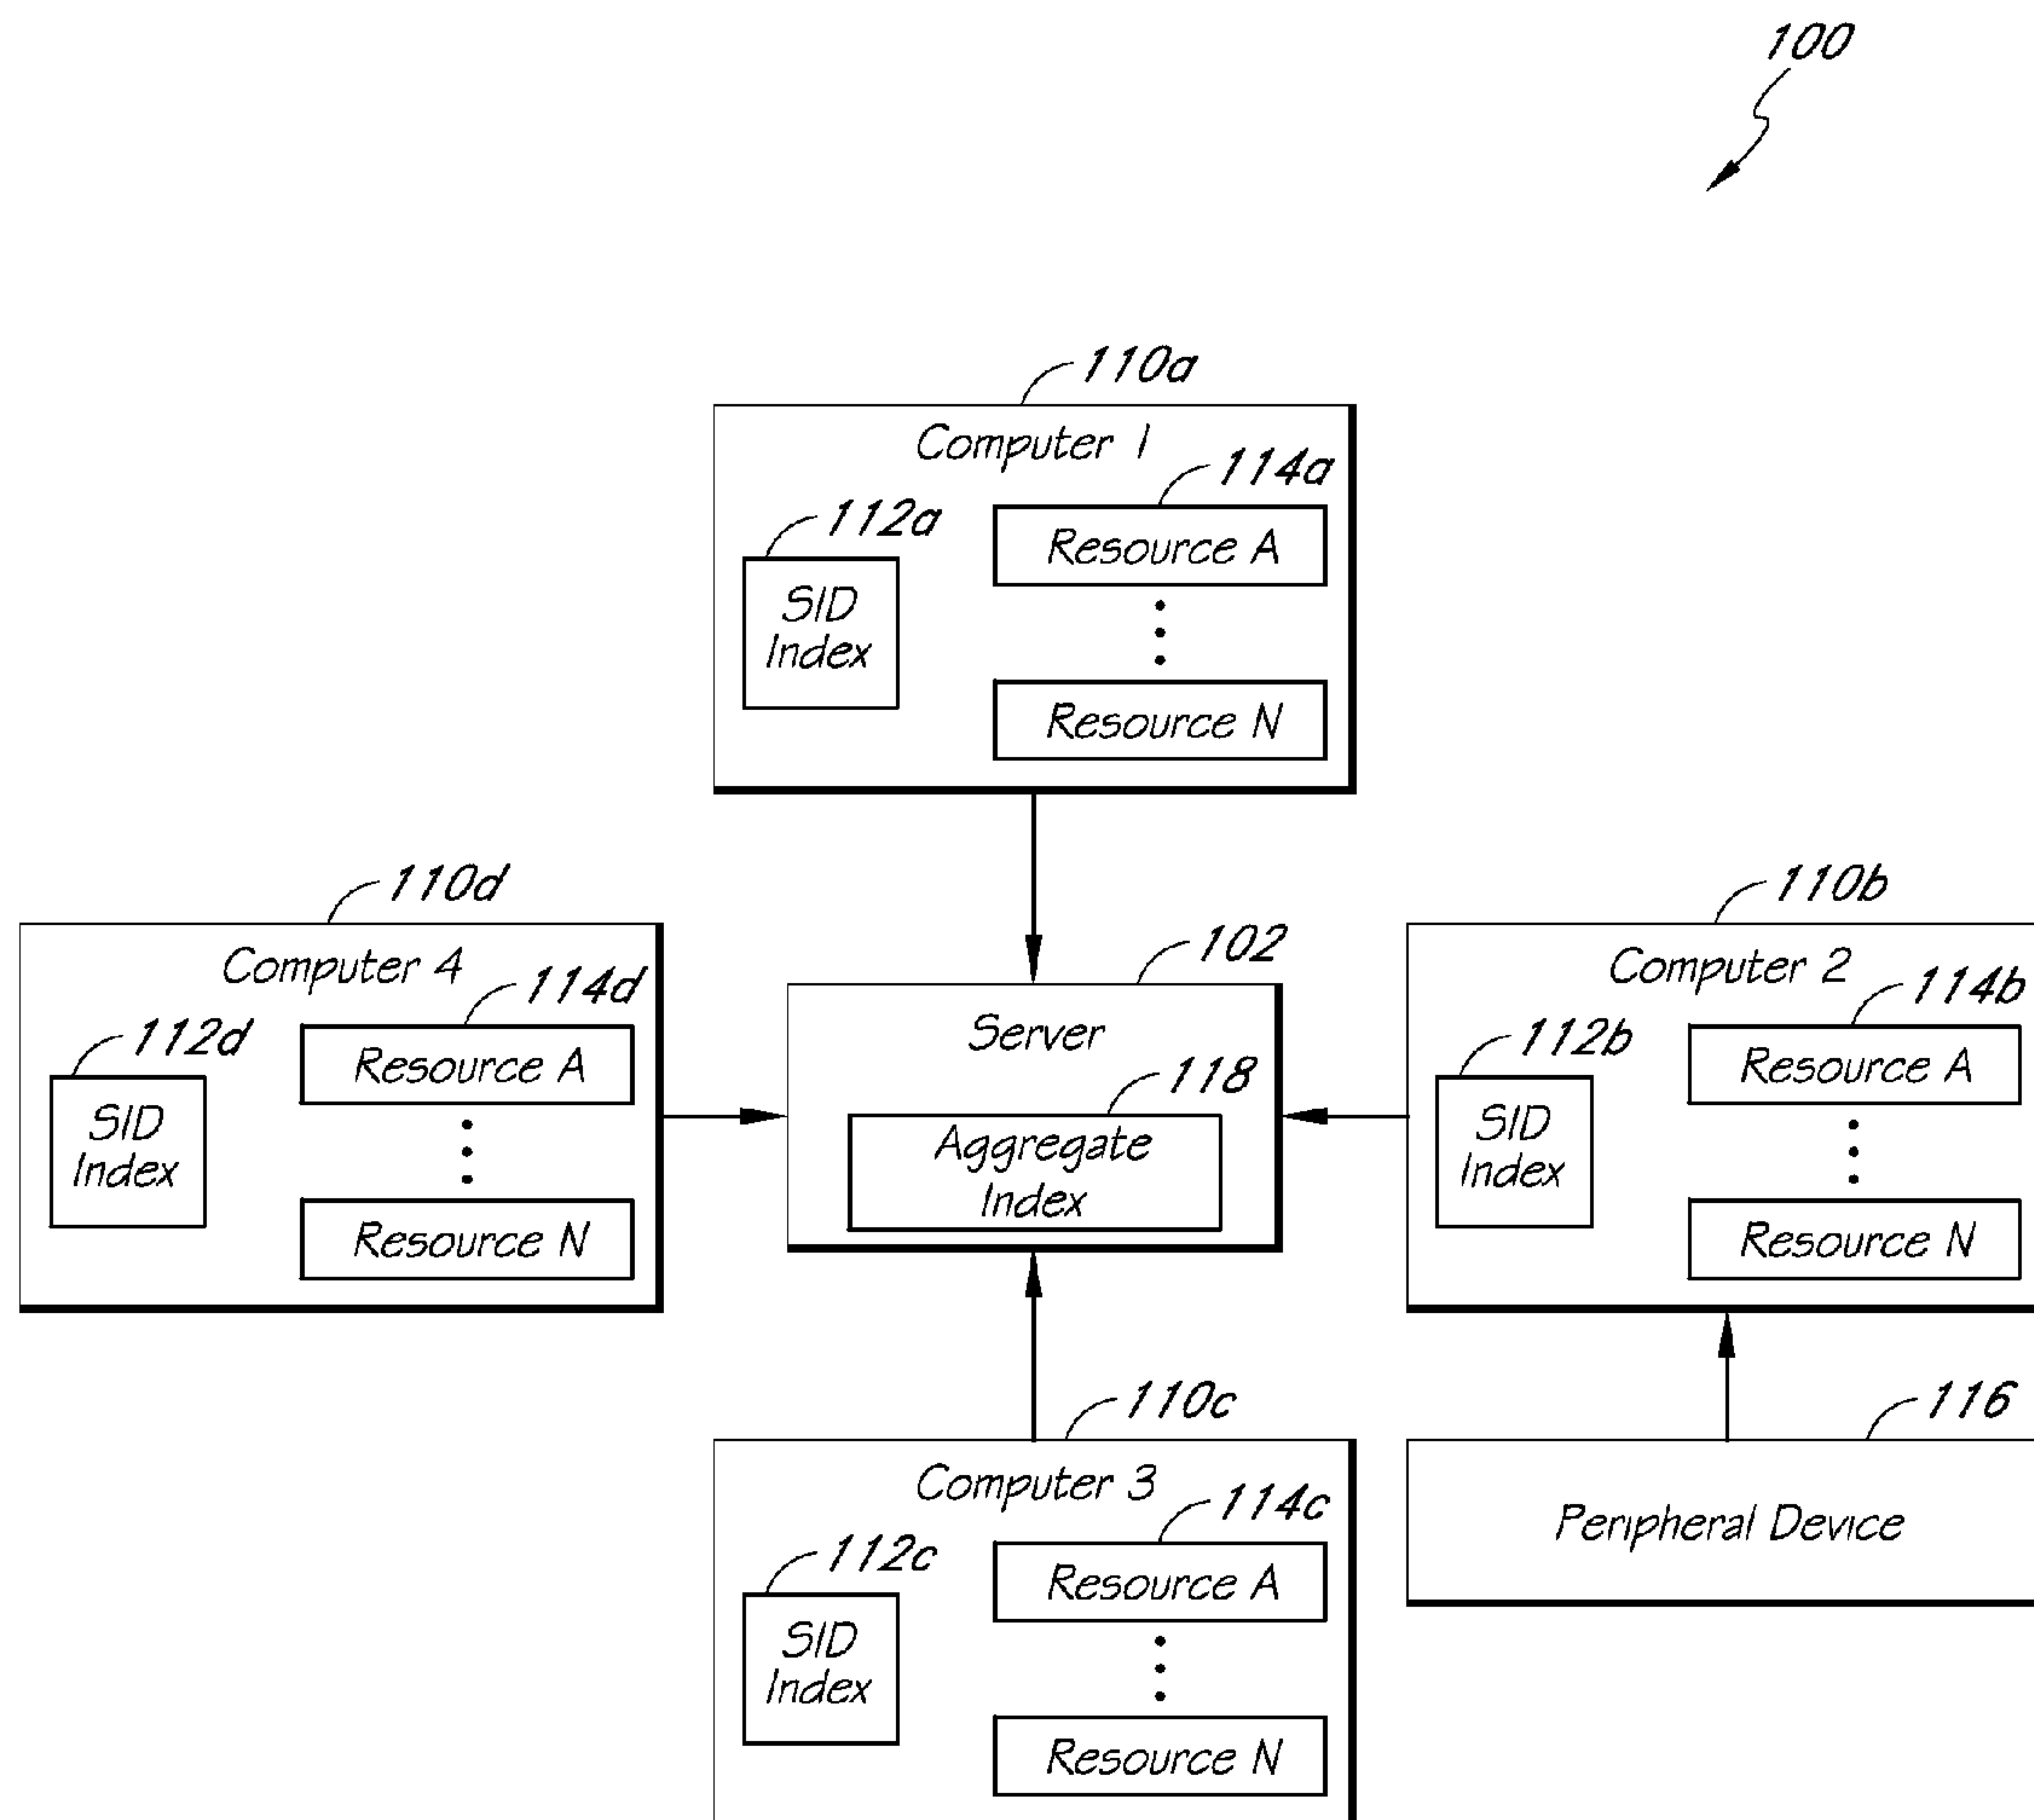 100
110a
Computer 1
114a
112a
Resource A
SID
Index
Resource N
110d
Computer 4
114d
112d
Resource A
SID
Index
Resource N
102
Server
118
Aggregate
Index
110b
Computer 2
114b
112b
Resource A
SID
Index
Resource N
110c
Computer 3
114c
112c
Resource A
SID
Index
Resource N
116
Peripheral Device